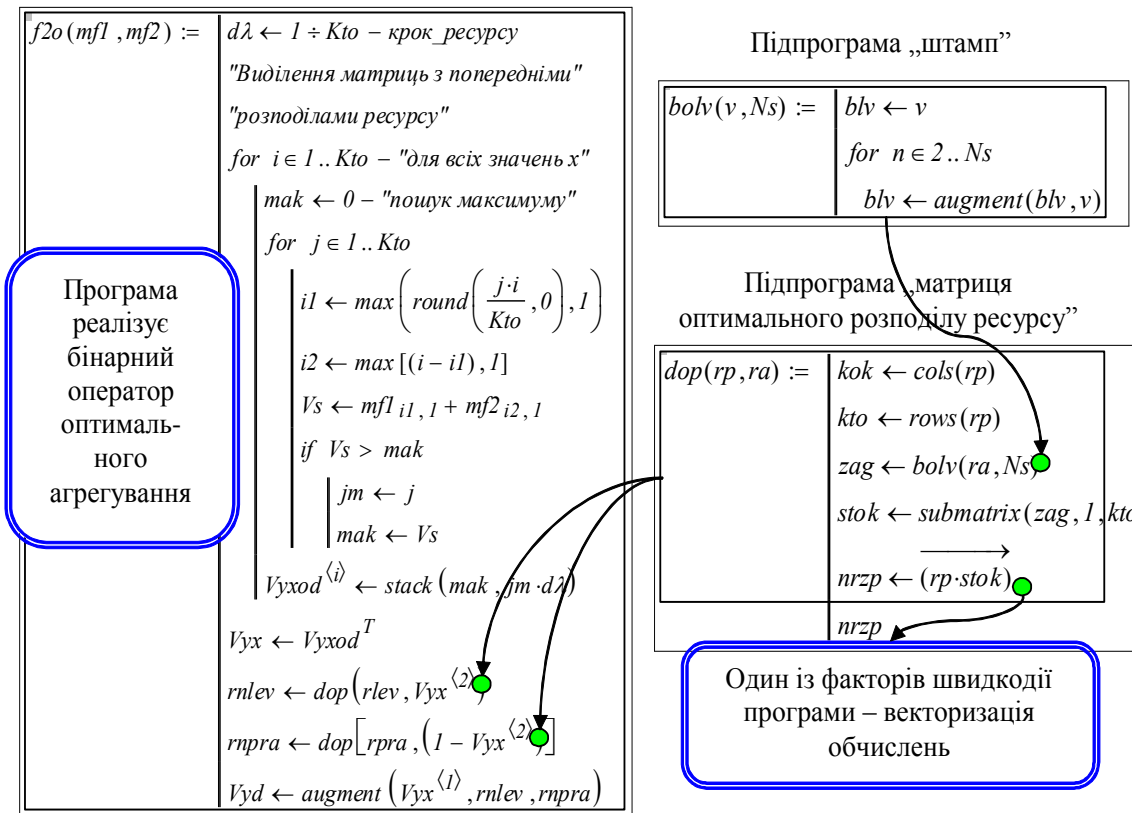 f2o(mf1 , mf2) :=
dλ ← 1 ÷ Kto − крок_ресурсу
"Виділення матриць з попередніми"
"розподілами ресурсу"
for i ∈ 1 .. Kto − "для всіх значень x"
mak ← 0 − "пошук максимуму"
for j ∈ 1 .. Kto
i1 ← max(round(j·i/Kto , 0) , 1)
i2 ← max [(i − i1) , 1]
Vs ← mf1 i1 , 1 + mf2 i2 , 1
if Vs > mak
jm ← j
mak ← Vs
Vyxod ⟨i⟩ ← stack(mak , jm ·dλ)
Vyx ← Vyxod T
rnlev ← dop(rlev , Vyx ⟨2⟩)
rnpra ← dop[rpra , (1 − Vyx ⟨2⟩)]
Vyd ← augment (Vyx ⟨1⟩ , rnlev , rnpra)
Програма
реалізує
бінарний
оператор
оптималь-
ного
агрегування
Підпрограма „штамп”
bolv(v , Ns) :=
blv ← v
for n ∈ 2 .. Ns
blv ← augment(blv , v)
Підпрограма „матриця
оптимального розподілу ресурсу”
dop(rp , ra) :=
kok ← cols(rp)
kto ← rows(rp)
zag ← bolv(ra , Ns)
stok ← submatrix(zag , 1 , kto
nrzp ← (rp·stok)
nrzp
Один із факторів швидкодії
програми – векторизація
обчислень